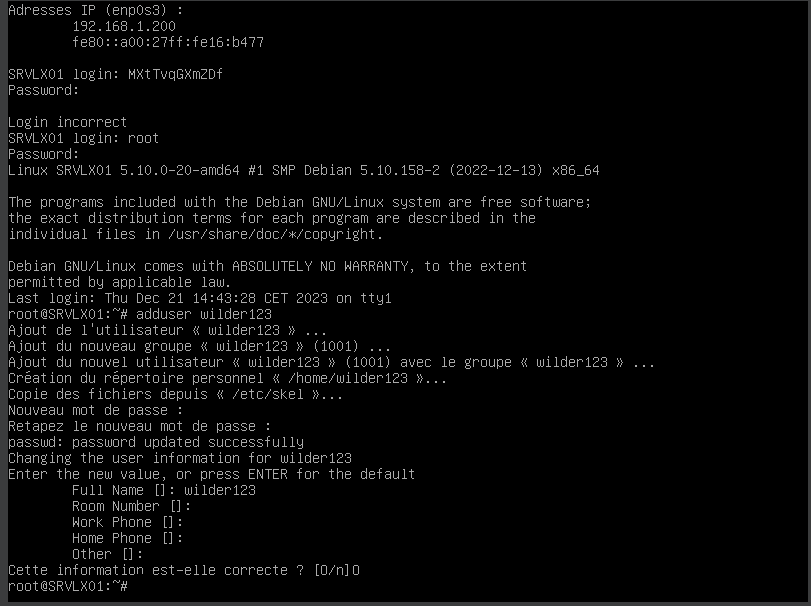 Adresses IP (enp0s3) :
192.168.1.200
fe80::a00:27ff:fe16:b477
SRVLX01 login: MXtTvqGXmZDf
Password:
Login incorrect
SRVLX01 login: root
Password:
Linux SRVLX01 5.10.0-20-amd64 #1 SMP Debian 5.10.158-2 (2022-12-13) x86_64
The programs included with the Debian GNU/Linux system are free software;
the exact distribution terms for each program are described in the
individual files in /usr/share/doc/*/copyright.
Debian GNU/Linux comes with ABSOLUTELY NO WARRANTY, to the extent
permitted by applicable law.
Last login: Thu Dec 21 14:43:28 CET 2023 on tty1
root@SRVLX01:~# adduser wilder123
Ajout de l'utilisateur « wilder123 » ...
Ajout du nouveau groupe « wilder123 » (1001) ...
Ajout du nouvel utilisateur « wilder123 » (1001) avec le groupe « wilder123 » ...
Création du répertoire personnel « /home/wilder123 »...
Copie des fichiers depuis « /etc/skel »...
Nouveau mot de passe :
Retapez le nouveau mot de passe :
passwd: password updated successfully
Changing the user information for wilder123
Enter the new value, or press ENTER for the default
Full Name []: wilder123
Room Number []:
Work Phone []:
Home Phone []:
Other []:
Cette information est-elle correcte ? [O/n]O
root@SRVLX01:~#